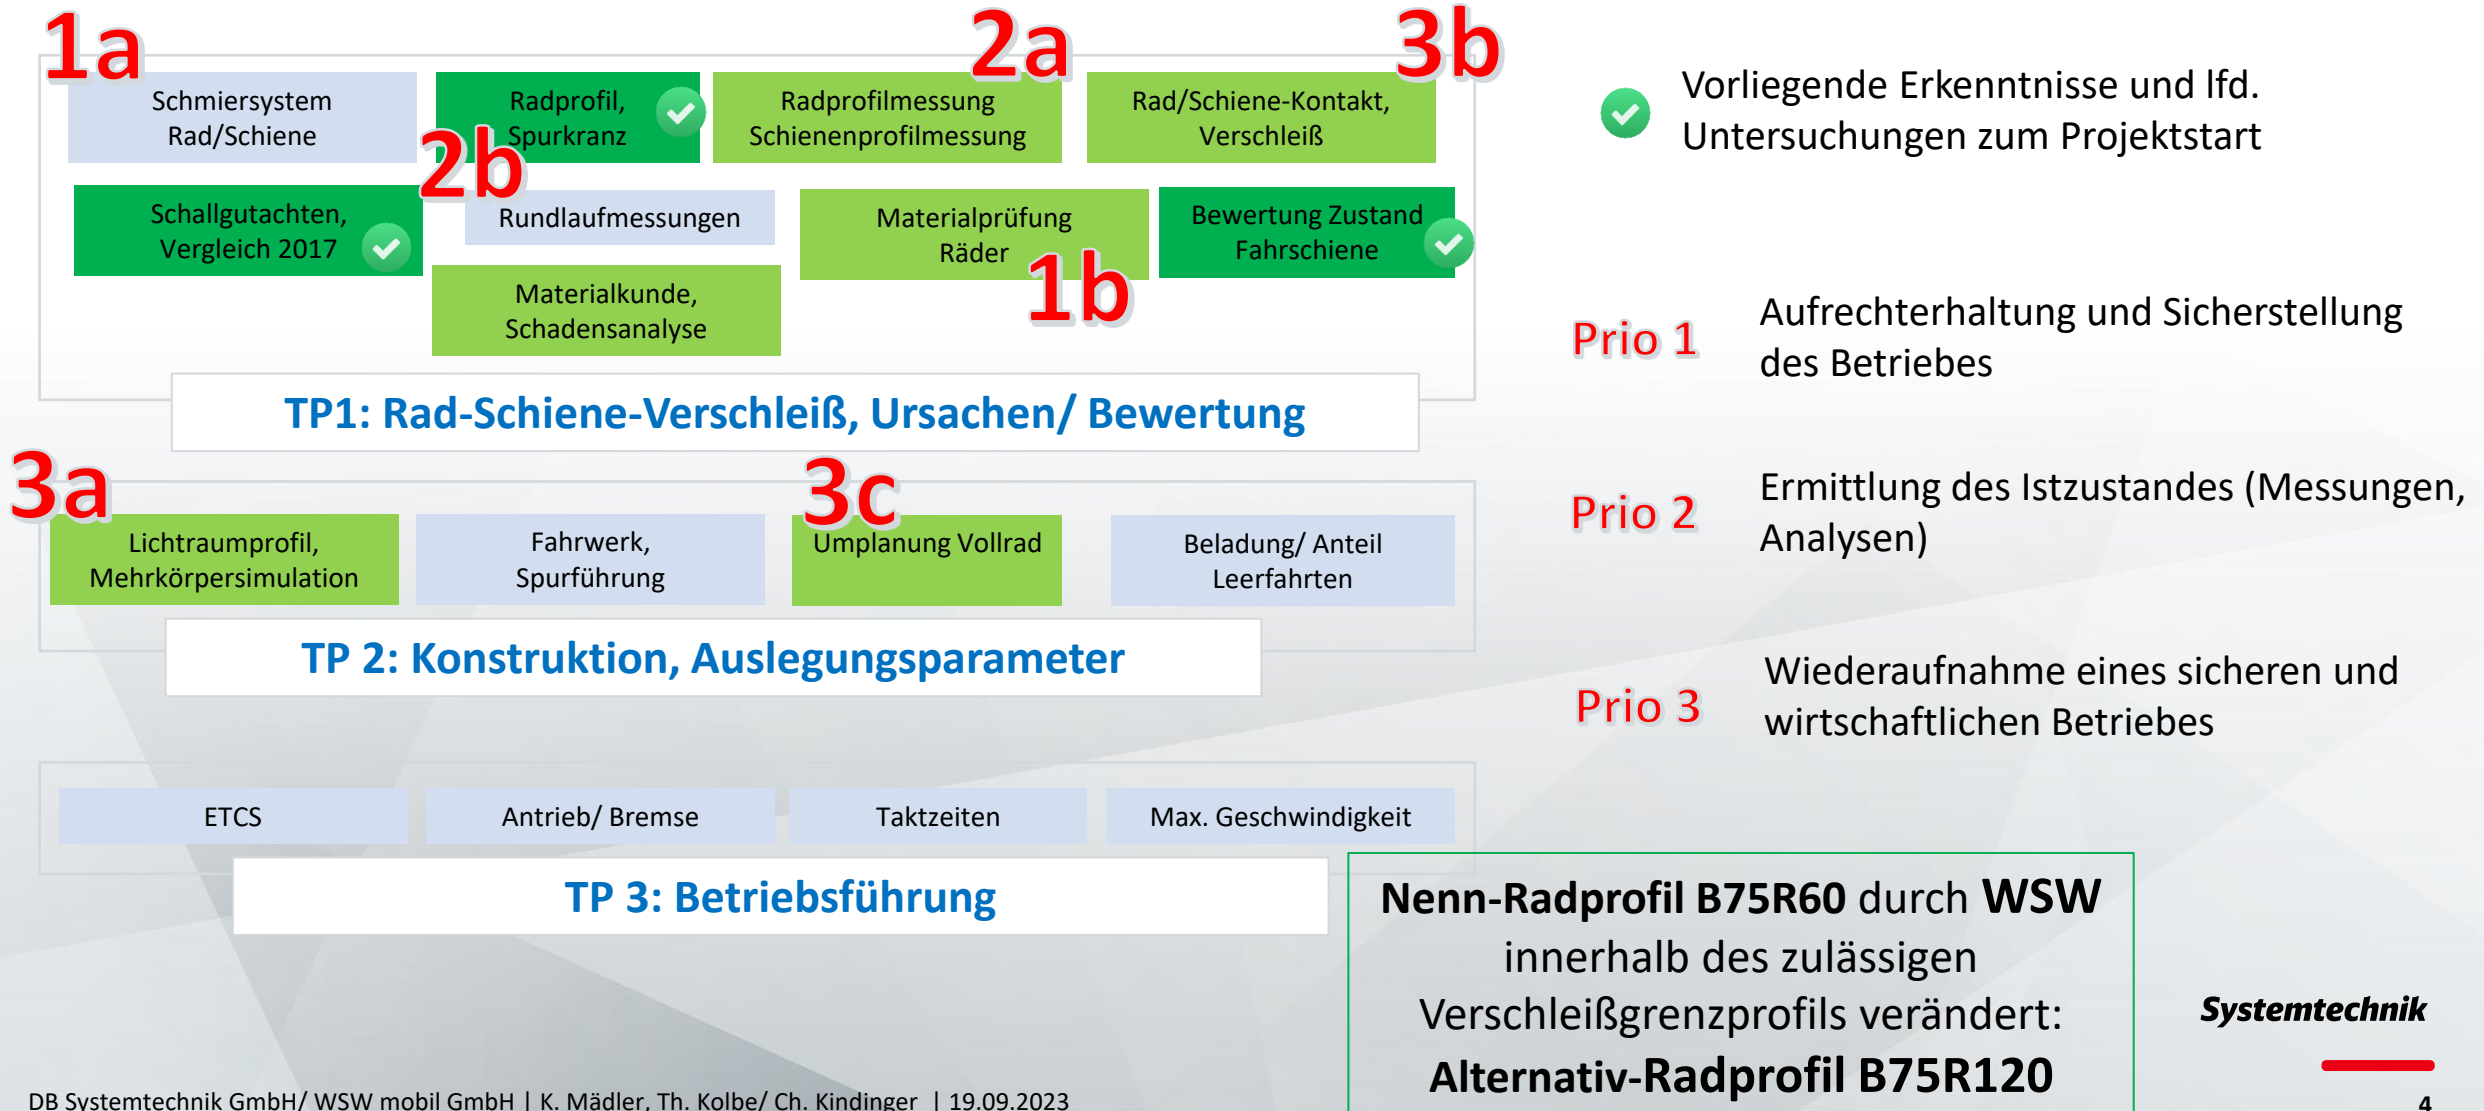 1a
2a
3b
Schmiersystem
Rad/Schiene
Radprofil,
Spurkranz
Radprofilmessung
Schienenprofilmessung
Rad/Schiene-Kontakt,
Verschleiß
2b
Schallgutachten,
Vergleich 2017
Rundlaufmessungen
Materialprüfung
Räder
1b
Bewertung Zustand
Fahrschiene
Materialkunde,
Schadensanalyse
TP1: Rad-Schiene-Verschleiß, Ursachen/ Bewertung
3a
3c
Lichtraumprofil,
Mehrkörpersimulation
Fahrwerk,
Spurführung
Umplanung Vollrad
Beladung/ Anteil
Leerfahrten
TP 2: Konstruktion, Auslegungsparameter
ETCS
Antrieb/ Bremse
Taktzeiten
Max. Geschwindigkeit
TP 3: Betriebsführung
Vorliegende Erkenntnisse und lfd.
Untersuchungen zum Projektstart
Prio 1
Aufrechterhaltung und Sicherstellung
des Betriebes
Prio 2
Ermittlung des Istzustandes (Messungen,
Analysen)
Prio 3
Wiederaufnahme eines sicheren und
wirtschaftlichen Betriebes
Nenn-Radprofil B75R60 durch WSW
innerhalb des zulässigen
Verschleißgrenzprofils verändert:
Alternativ-Radprofil B75R120
Systemtechnik
DB Systemtechnik GmbH/ WSW mobil GmbH | K. Mädler, Th. Kolbe/ Ch. Kindinger | 19.09.2023
4